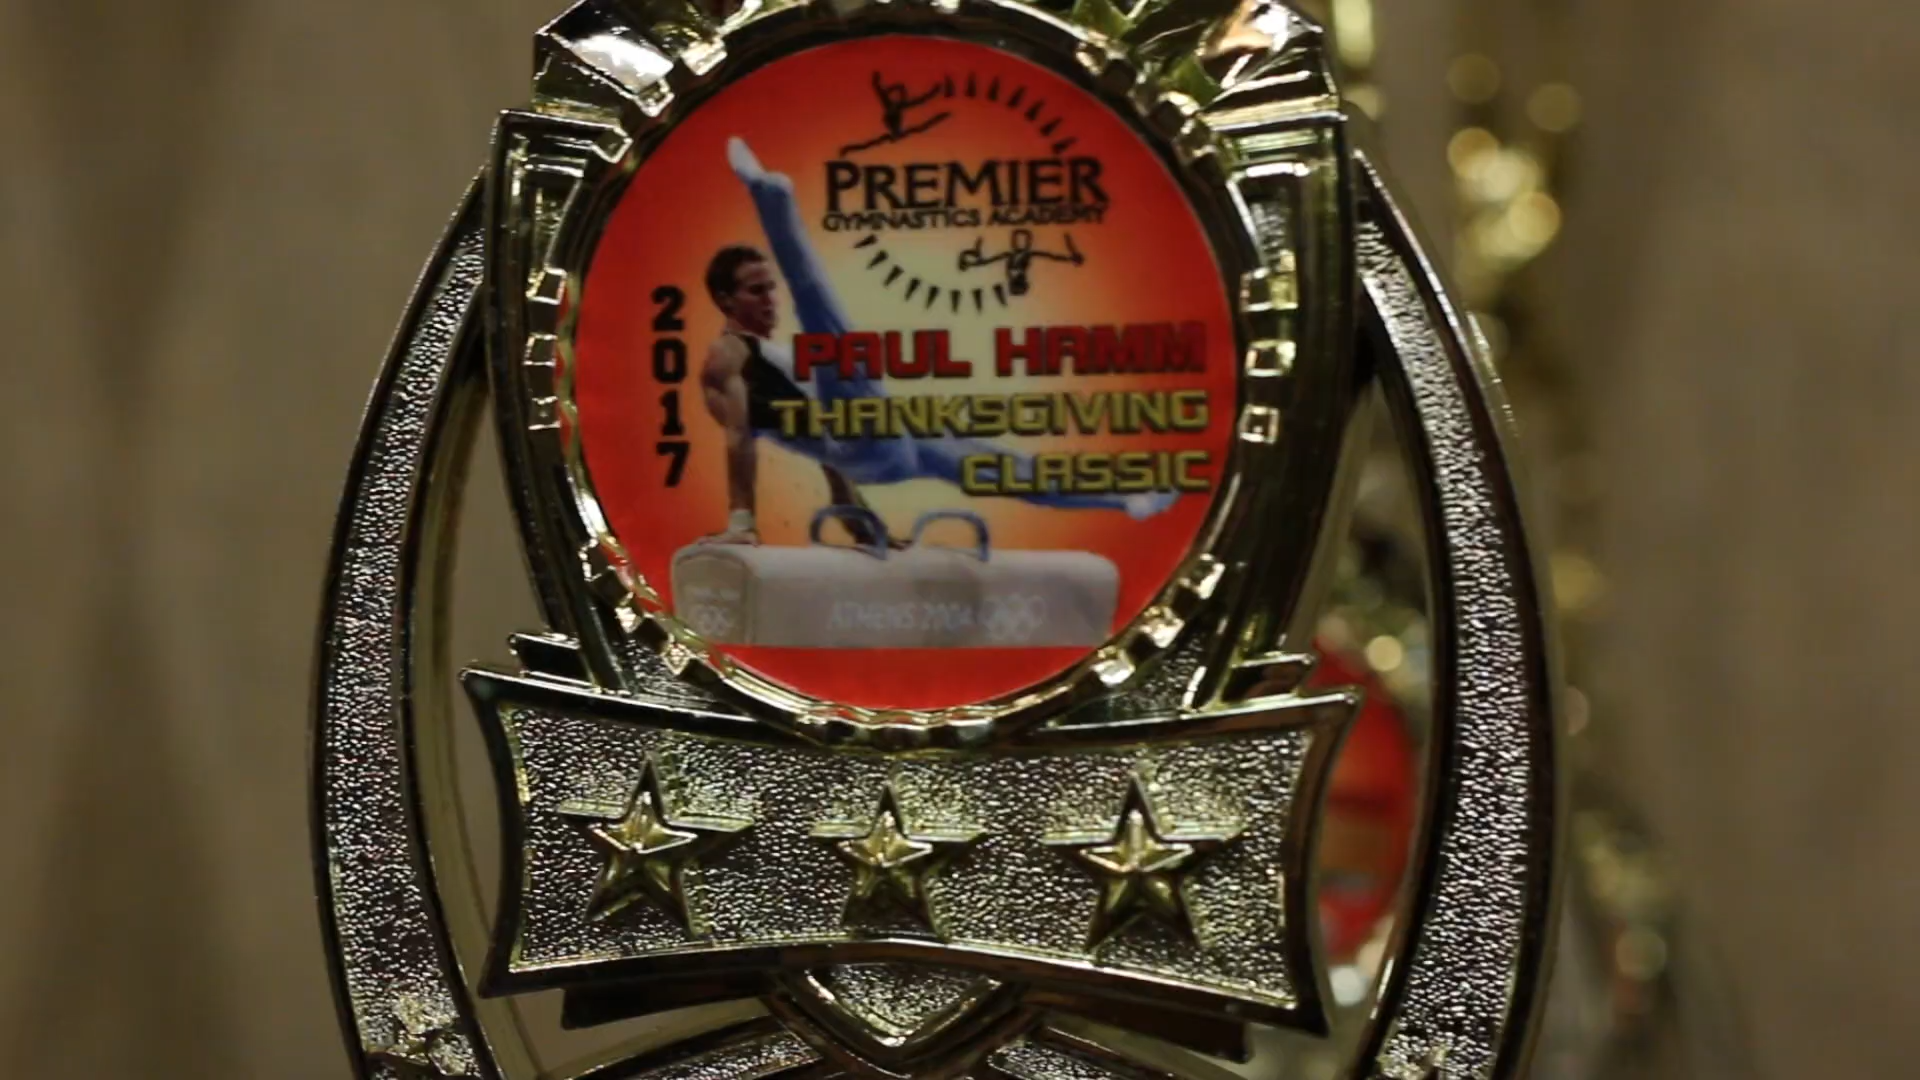 PREMIER
GYMNASTICS ACADEMY
2017
PAUL HAMM
THANKSGIVING
CLASSIC
ATHENS 2004